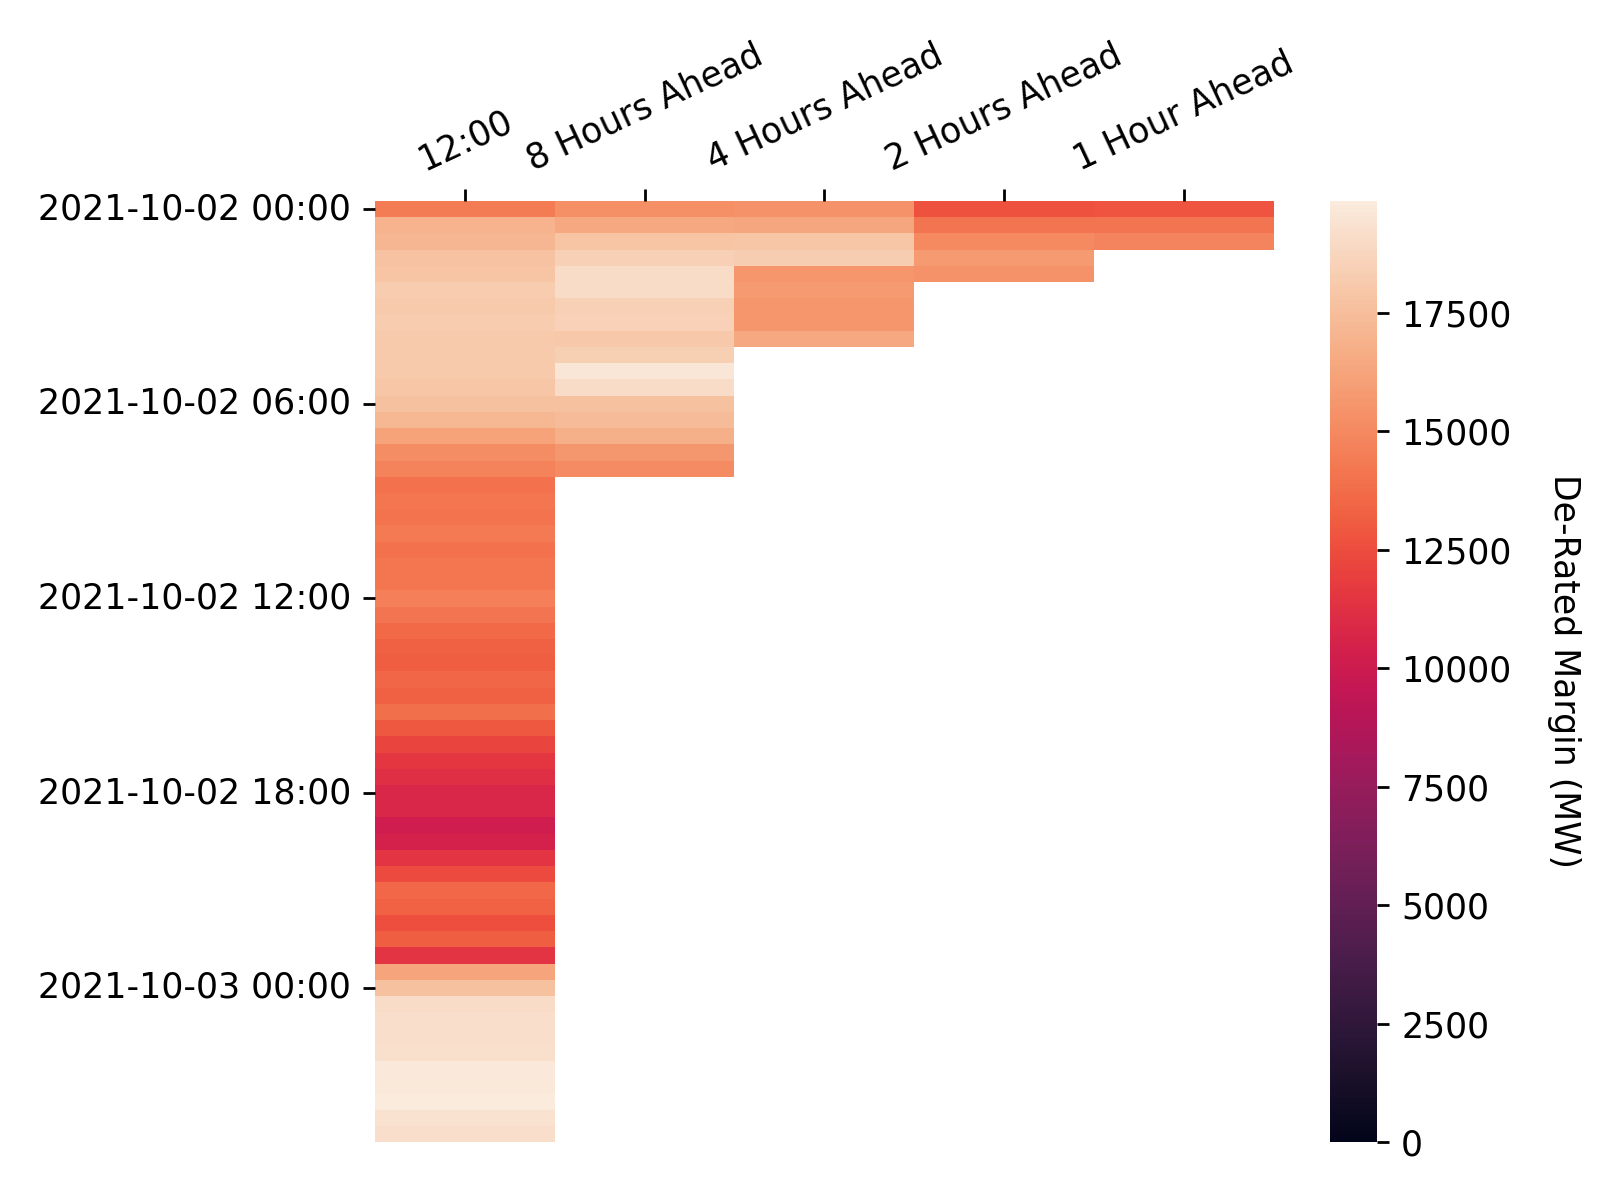 12:00
8 Hours Ahead
4 Hours Ahead
2 Hours Ahead
1 Hour Ahead
2021-10-02 00:00
2021-10-02 06:00
2021-10-02 12:00
2021-10-02 18:00
2021-10-03 00:00
17500
15000
12500
10000
7500
5000
2500
0
De-Rated Margin (MW)